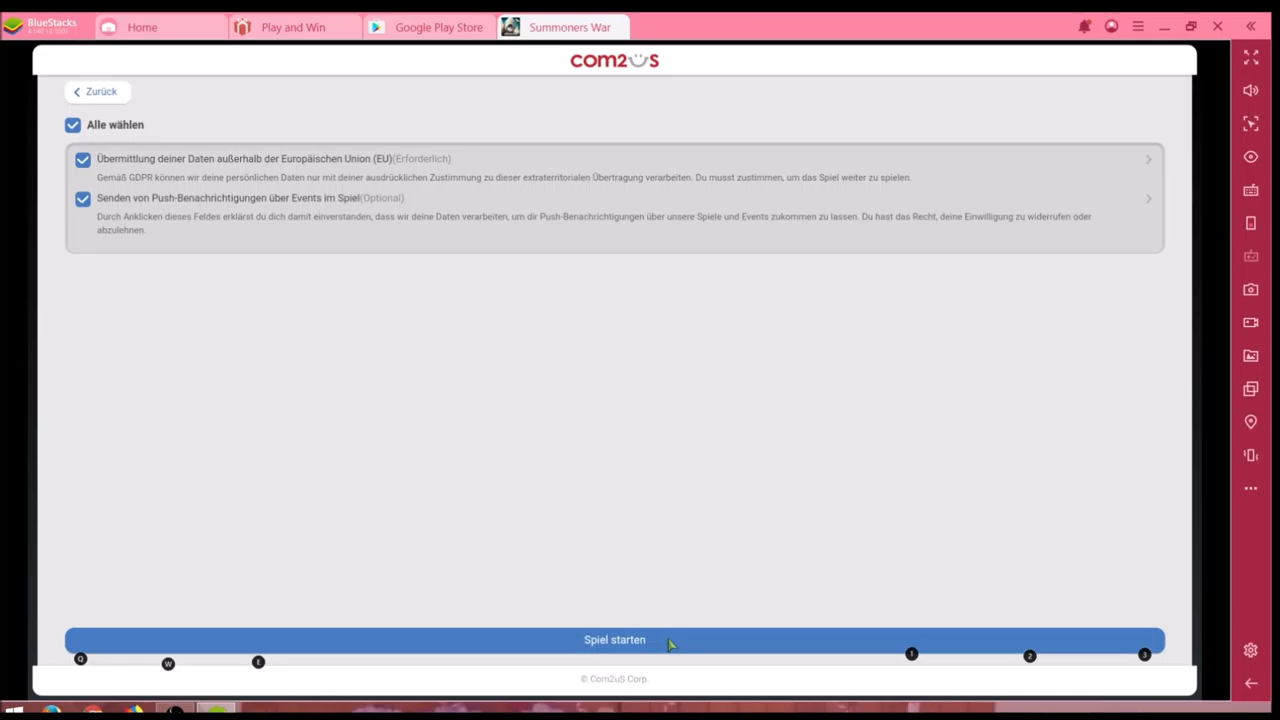 BlueStacks
4.140.12.1002
Home
Play and Win
Google Play Store
Summoners War
com2uS
Zurück
Alle wählen
Übermittlung deiner Daten außerhalb der Europäischen Union (EU)(Erforderlich)
Gemäß GDPR können wir deine persönlichen Daten nur mit deiner ausdrücklichen Zustimmung zu dieser extraterritorialen Übertragung verarbeiten. Du musst zustimmen, um das Spiel weiter zu spielen.
Senden von Push-Benachrichtigungen über Events im Spiel(Optional)
Durch Anklicken dieses Feldes erklärst du dich damit einverstanden, dass wir deine Daten verarbeiten, um dir Push-Benachrichtigungen über unsere Spiele und Events zukommen zu lassen. Du hast das Recht, deine Einwilligung zu widerrufen oder
abzulehnen.
Spiel starten
Q
W
E
1
2
3
© Com2uS Corp.